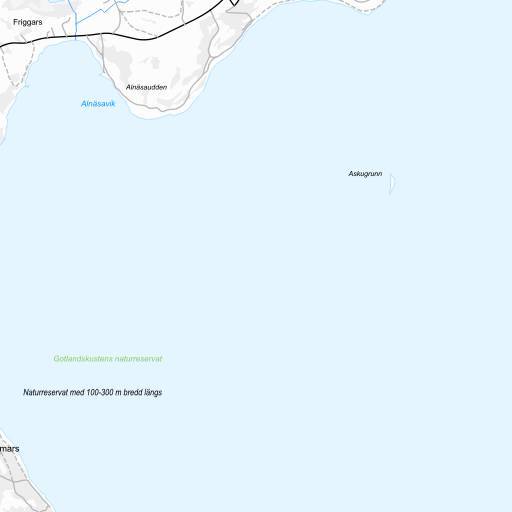 Friggars
Alnäsaudden
Alnäsavik
Askugrunn
Gotlandskustens naturreservat
Naturreservat med 100-300 m bredd längs
mars